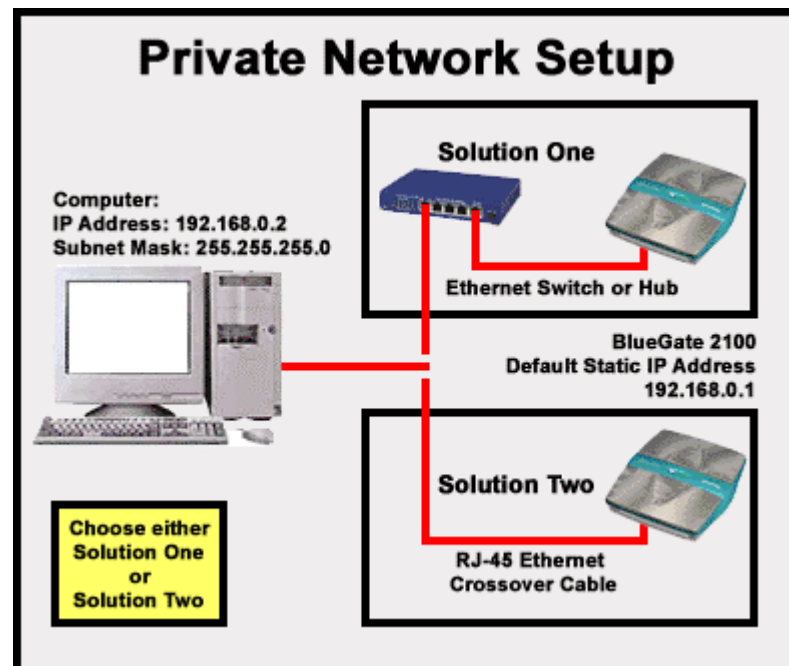 Private Network Setup
Solution One
Computer:
IP Address: 192.168.0.2
Subnet Mask: 255.255.255.0
Ethernet Switch or Hub
BlueGate 2100
Default Static IP Address
192.168.0.1
Solution Two
RJ-45 Ethernet
Crossover Cable
Choose either
Solution One
or
Solution Two